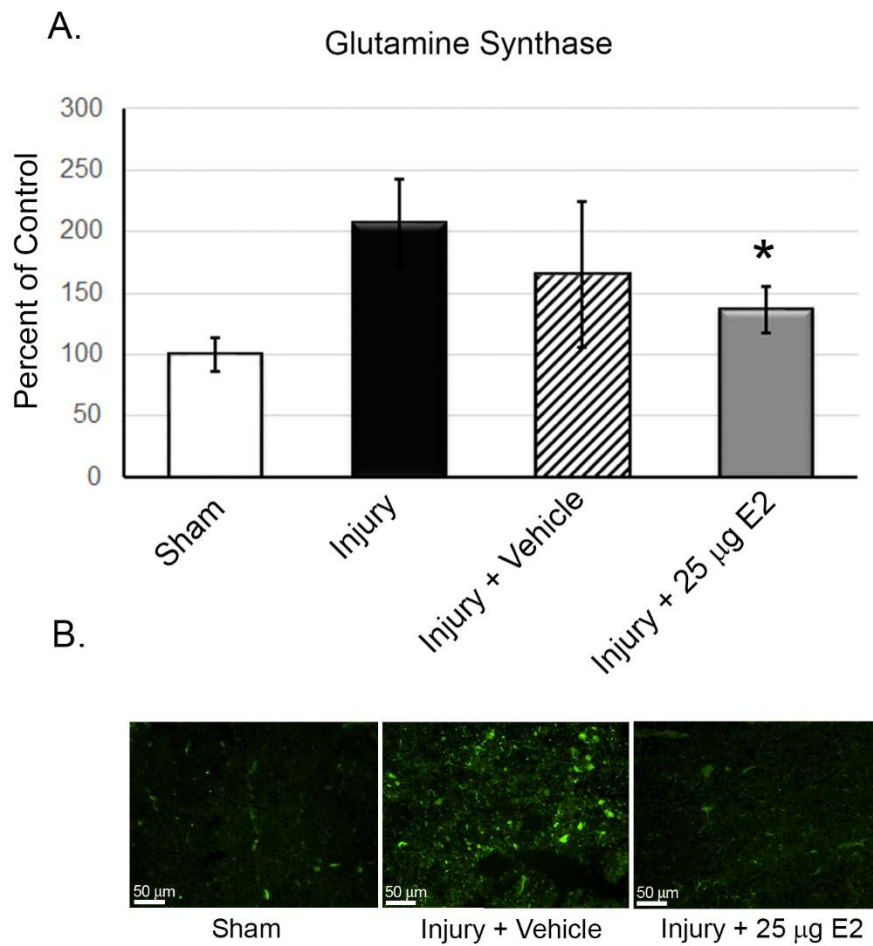 A.
Glutamine Synthase
Percent of Control
300
250
200
150
100
50
0
*
Sham
Injury
Injury + Vehicle
Injury + 25 μg E2
B.
50 μm
50 μm
50 μm
Sham
Injury + Vehicle
Injury + 25 μg E2